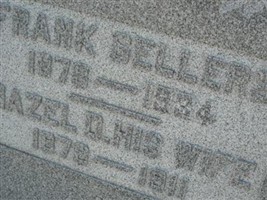 FRANK SELLERS
1878 — 1934
HAZEL D. HIS WIFE
1879 — 1911